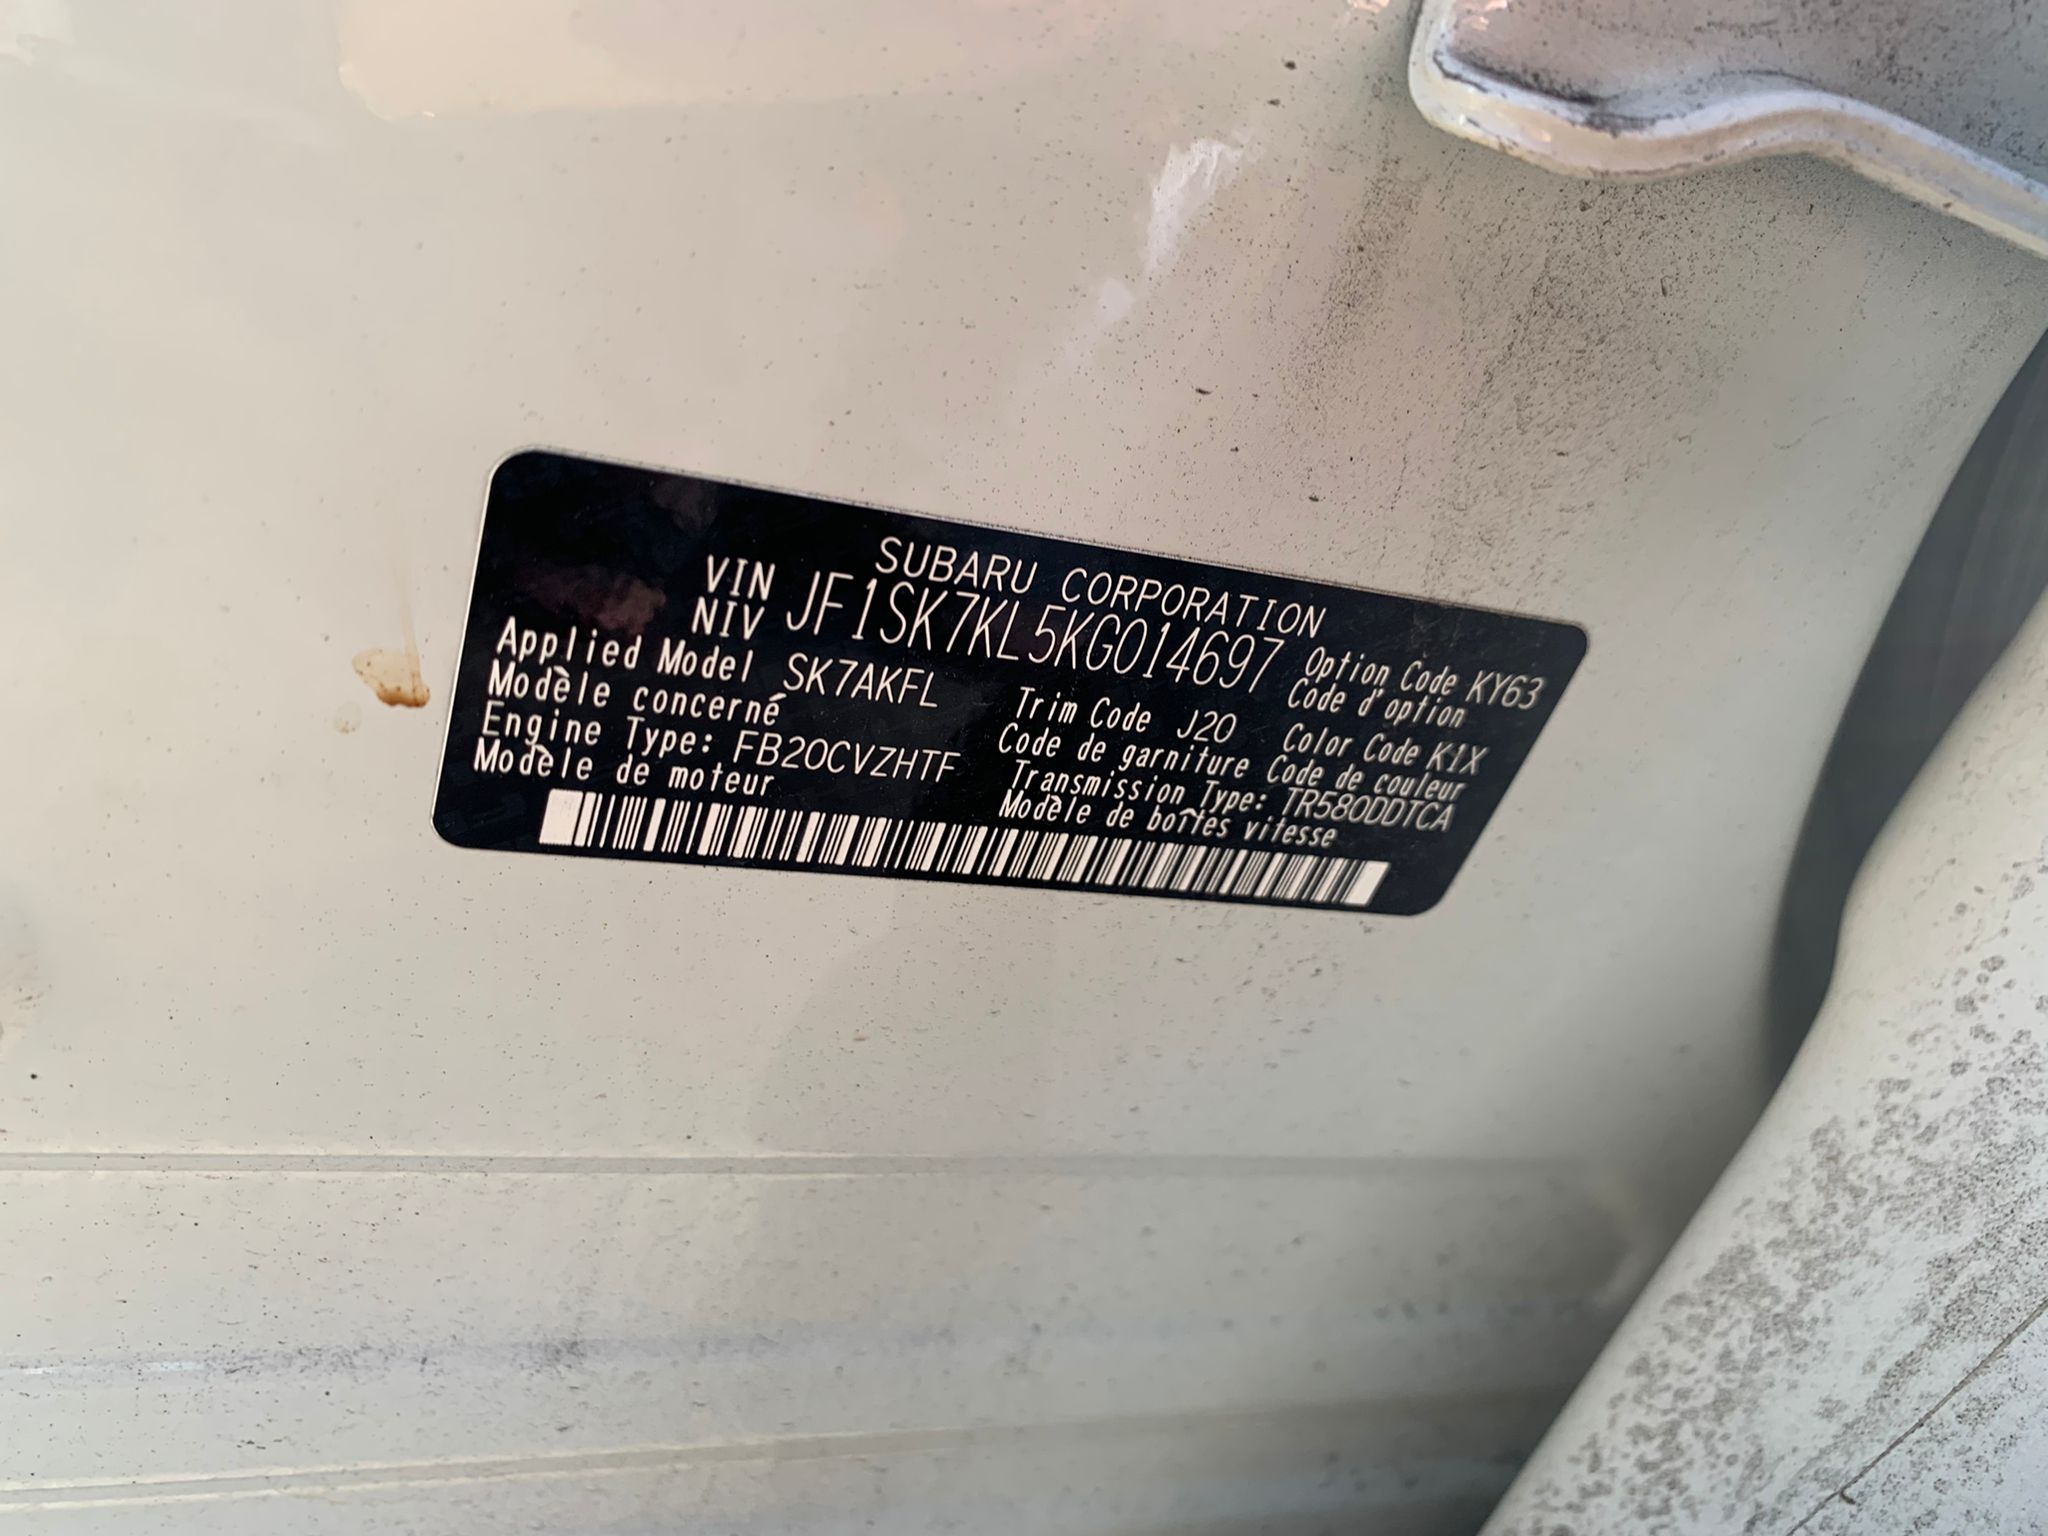 SUBARU CORPORATION
VIN
NIV JF1SK7KL5KG014697
Applied Model SK7AKFL
Modèle concerné
Option Code KY63
Code d'option
Trim Code J20
Code de garniture
Color Code K1X
Code de couleur
Engine Type: FB20CVZHTF
Modèle de moteur
Transmission Type: TR580DDTCA
Modèle de boîtes vitesse